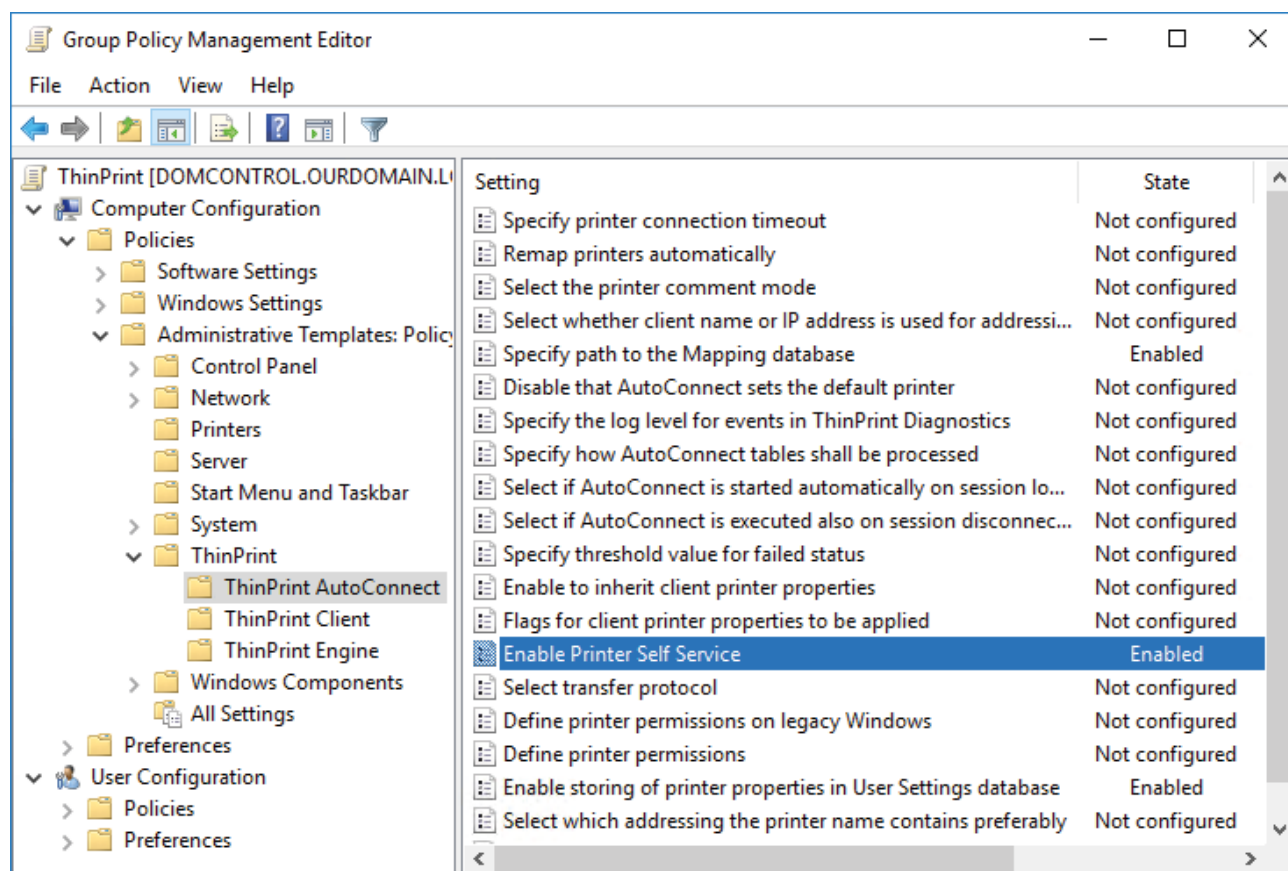 Group Policy Management Editor
File Action View Help
ThinPrint [DOMCONTROL.OURDOMAIN.L
Computer Configuration
Policies
Software Settings
Windows Settings
Administrative Templates: Policy
Control Panel
Network
Printers
Server
Start Menu and Taskbar
System
ThinPrint
ThinPrint AutoConnect
ThinPrint Client
ThinPrint Engine
Windows Components
All Settings
Preferences
User Configuration
Policies
Preferences
Setting State
Specify printer connection timeout Not configured
Remap printers automatically Not configured
Select the printer comment mode Not configured
Select whether client name or IP address is used for addressi... Not configured
Specify path to the Mapping database Enabled
Disable that AutoConnect sets the default printer Not configured
Specify the log level for events in ThinPrint Diagnostics Not configured
Specify how AutoConnect tables shall be processed Not configured
Select if AutoConnect is started automatically on session lo... Not configured
Select if AutoConnect is executed also on session disconnec... Not configured
Specify threshold value for failed status Not configured
Enable to inherit client printer properties Not configured
Flags for client printer properties to be applied Not configured
Enable Printer Self Service Enabled
Select transfer protocol Not configured
Define printer permissions on legacy Windows Not configured
Define printer permissions Not configured
Enable storing of printer properties in User Settings database Enabled
Select which addressing the printer name contains preferably Not configured